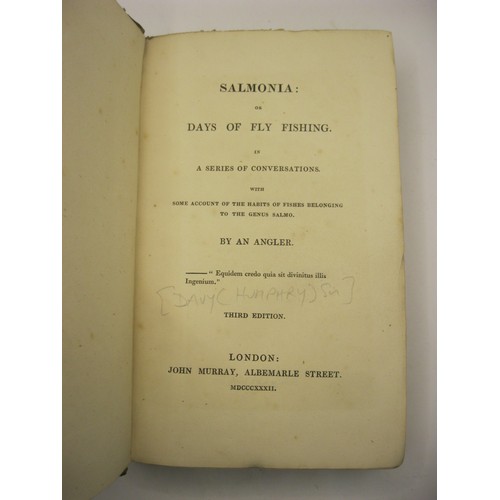 SALMONIA:
OR
DAYS OF FLY FISHING.
IN
A SERIES OF CONVERSATIONS.
WITH
SOME ACCOUNT OF THE HABITS OF FISHES BELONGING
TO THE GENUS SALMO.
BY AN ANGLER.
——— " Equidem credo quia sit divinitus illis
Ingenium."
[DAVY (HUMPHRY) Sir]
THIRD EDITION.
LONDON:
JOHN MURRAY, ALBEMARLE STREET.
MDCCCXXXII.